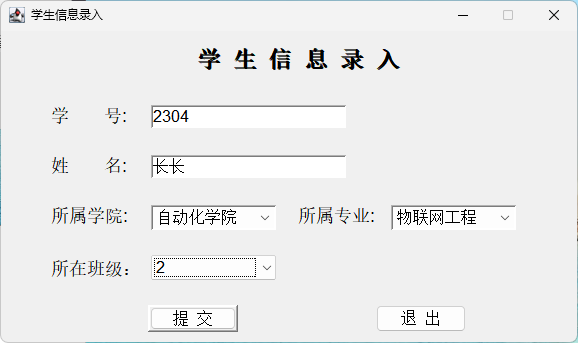 学生信息录入
学 生 信 息 录 入
学 号: 2304
姓 名: 长长
所属学院: 自动化学院 所属专业: 物联网工程
所在班级: 2
提 交 退 出